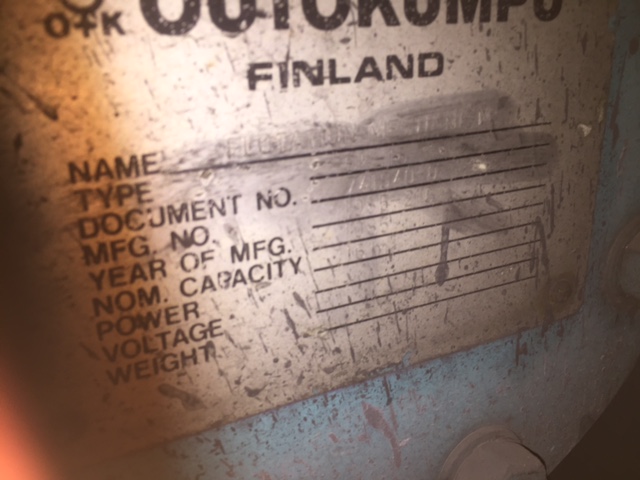 O♀K OUTOKUMPU
FINLAND
NAME
TYPE
DOCUMENT NO.
MFG. NO.
YEAR OF MFG.
NOM. CAPACITY
POWER
VOLTAGE
WEIGHT